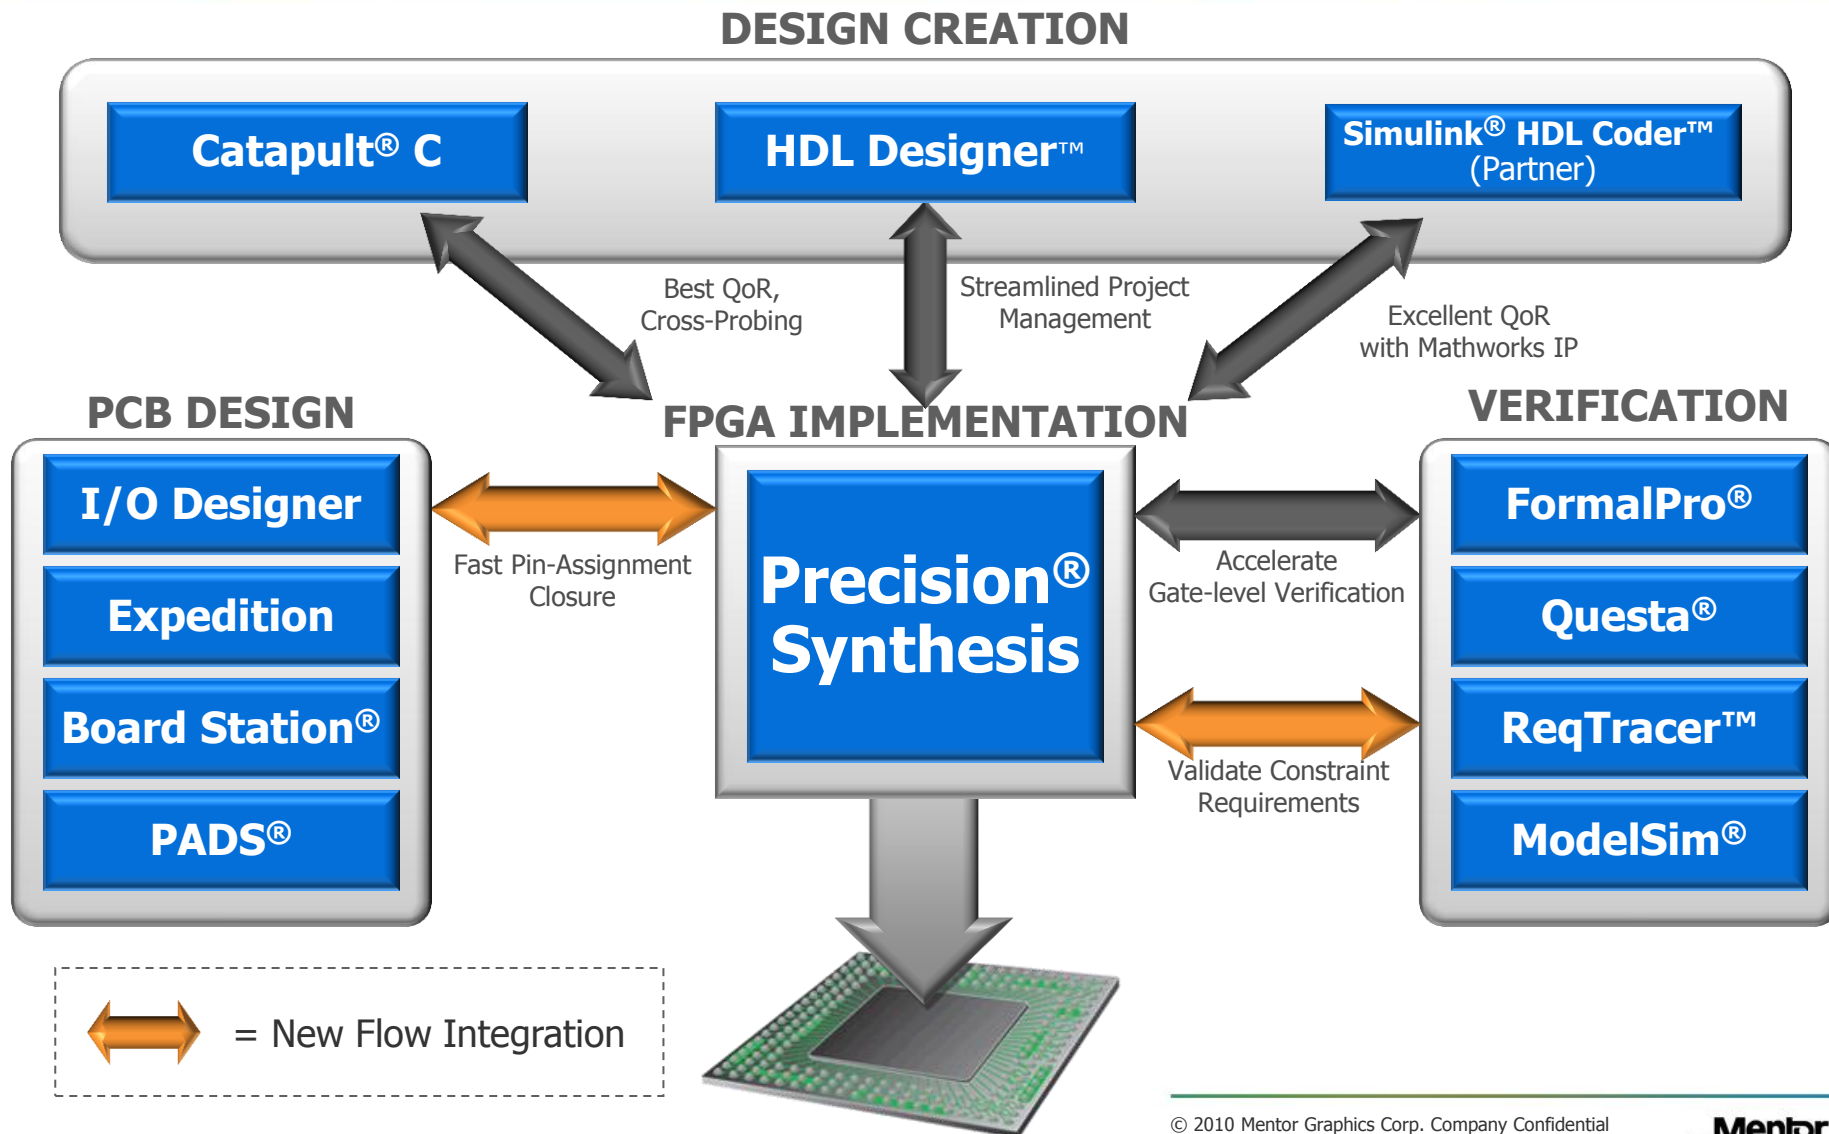 DESIGN CREATION
Catapult® C
HDL Designer™
Simulink® HDL Coder™
(Partner)
Best QoR,
Cross-Probing
Streamlined Project
Management
Excellent QoR
with Mathworks IP
PCB DESIGN
I/O Designer
Expedition
Board Station®
PADS®
Fast Pin-Assignment
Closure
FPGA IMPLEMENTATION
Precision®
Synthesis
Accelerate
Gate-level Verification
Validate Constraint
Requirements
VERIFICATION
FormalPro®
Questa®
ReqTracer™
ModelSim®
= New Flow Integration
© 2010 Mentor Graphics Corp. Company Confidential
Mentor